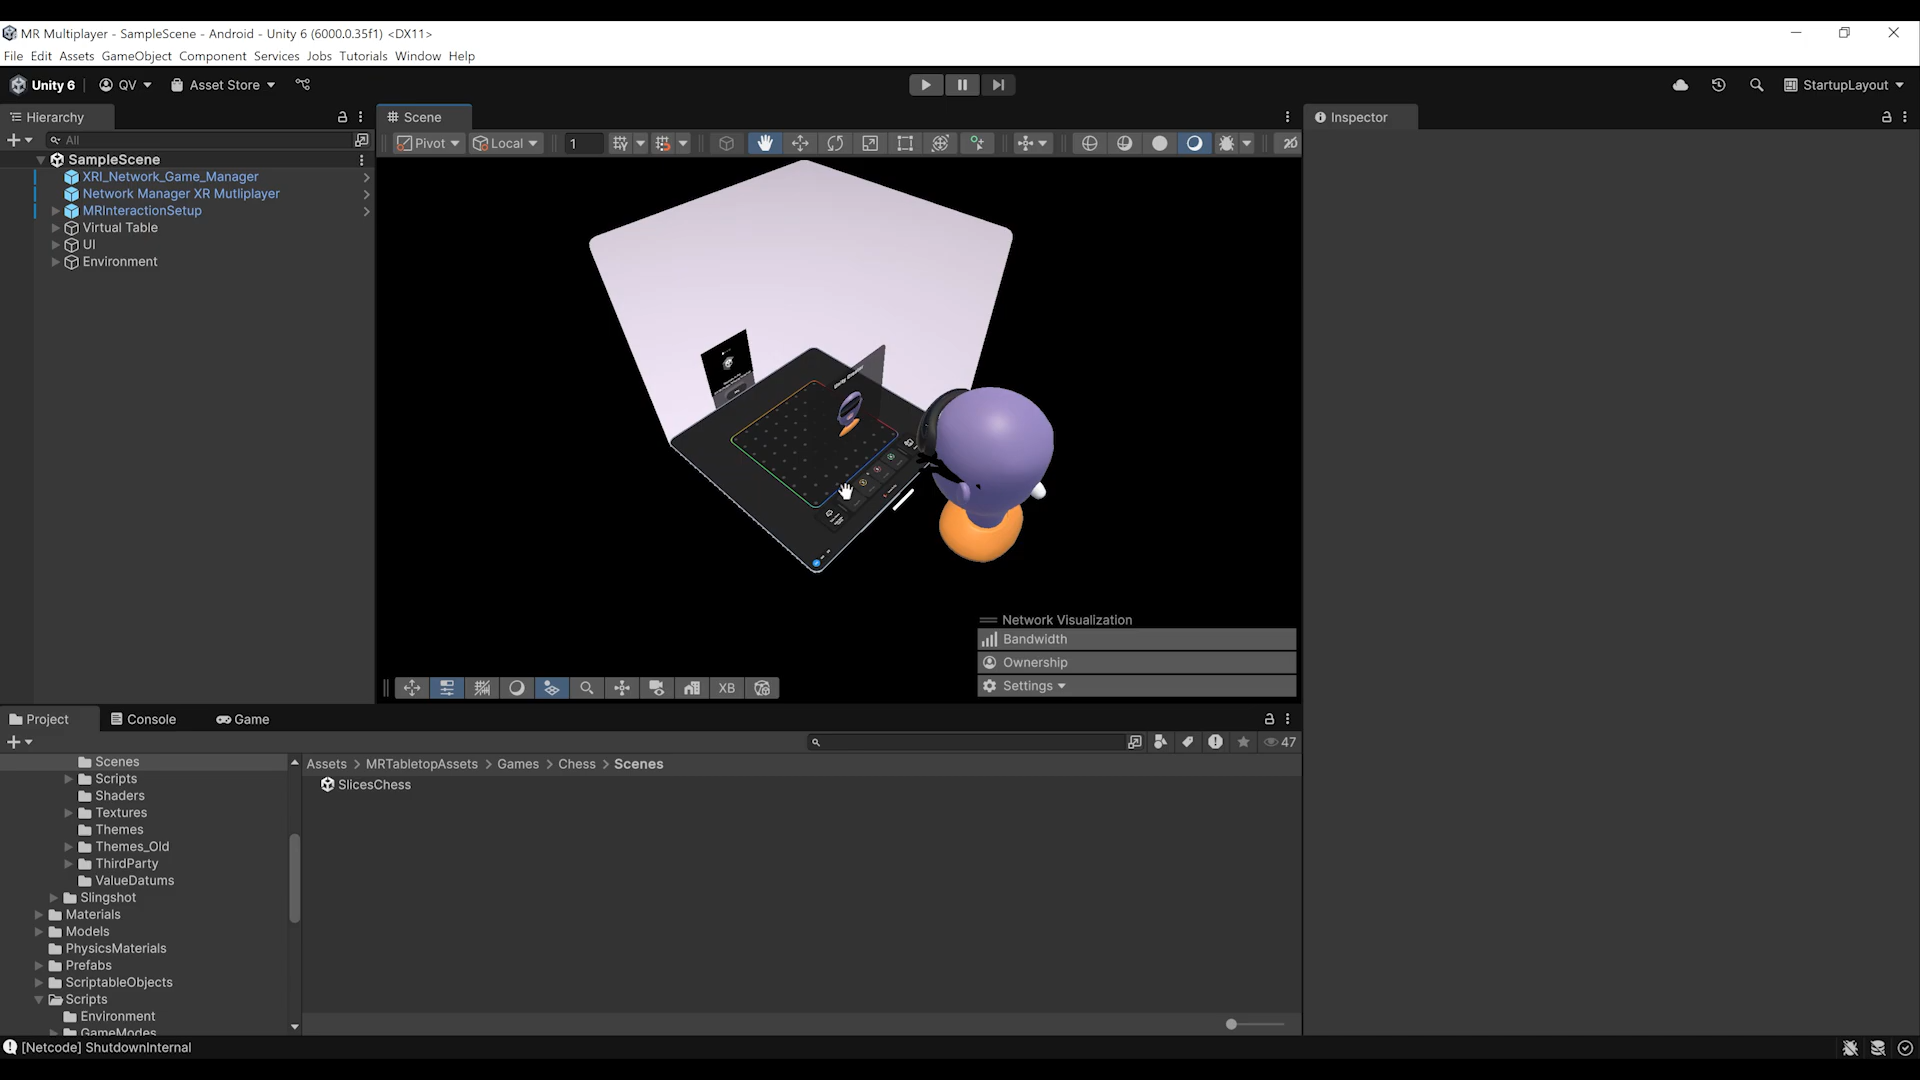 MR Multiplayer - SampleScene - Android - Unity 6 (6000.0.35f1) <DX11>
File Edit Assets GameObject Component Services Jobs Tutorials Window Help
Unity 6 QV Asset Store StartupLayout
Hierarchy
Scene
Inspector
All
Pivot Local 1
SampleScene
XRI_Network_Game_Manager
Network Manager XR Mutliplayer
MRInteractionSetup
Virtual Table
UI
Environment
Network Visualization
Bandwidth
Ownership
Settings
XB
Project Console Game
47
Assets > MRTabletopAssets > Games > Chess > Scenes
SlicesChess
Scenes
Scripts
Shaders
Textures
Themes
Themes_Old
ThirdParty
ValueDatums
Slingshot
Materials
Models
PhysicsMaterials
Prefabs
ScriptableObjects
Scripts
Environment
GameModes
[Netcode] ShutdownInternal